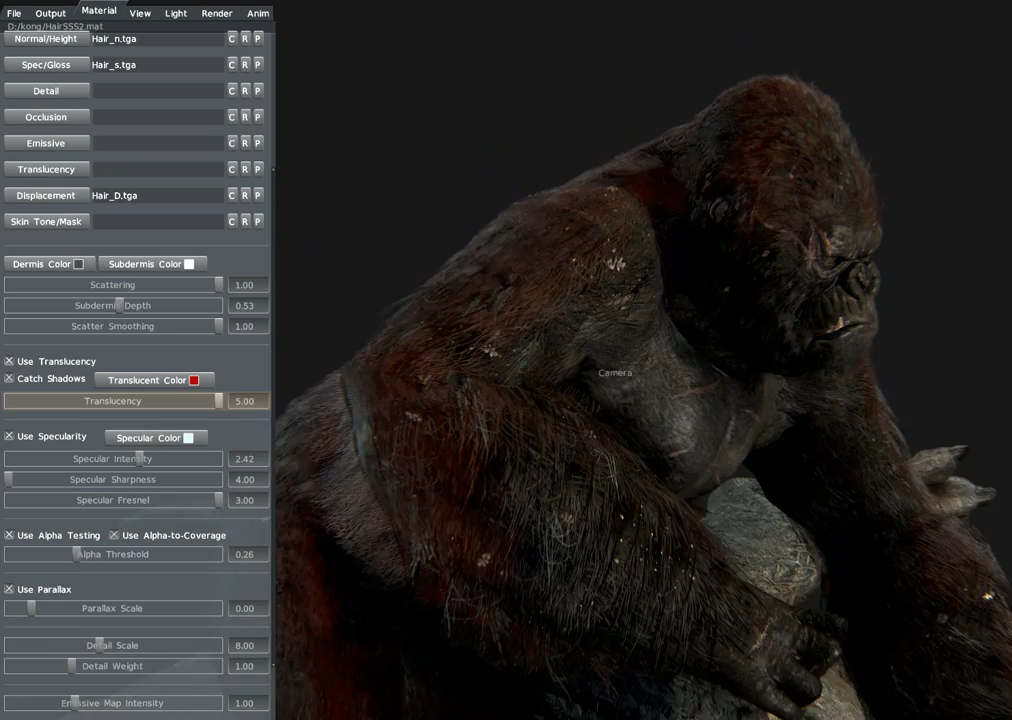 File Output Material View Light Render Anim
D:/kong/HairSSS2.mat
Normal/Height Hair_n.tga C R P
Spec/Gloss Hair_s.tga C R P
Detail C R P
Occlusion C R P
Emissive C R P
Translucency C R P
Displacement Hair_D.tga C R P
Skin Tone/Mask C R P
Dermis Color Subdermis Color
Scattering 1.00
Subdermis Depth 0.53
Scatter Smoothing 1.00
Use Translucency
Catch Shadows Translucent Color
Translucency 5.00
Use Specularity Specular Color
Specular Intensity 2.42
Specular Sharpness 4.00
Specular Fresnel 3.00
Use Alpha Testing Use Alpha-to-Coverage
Alpha Threshold 0.26
Use Parallax
Parallax Scale 0.00
Detail Scale 8.00
Detail Weight 1.00
Emissive Map Intensity 1.00
Camera